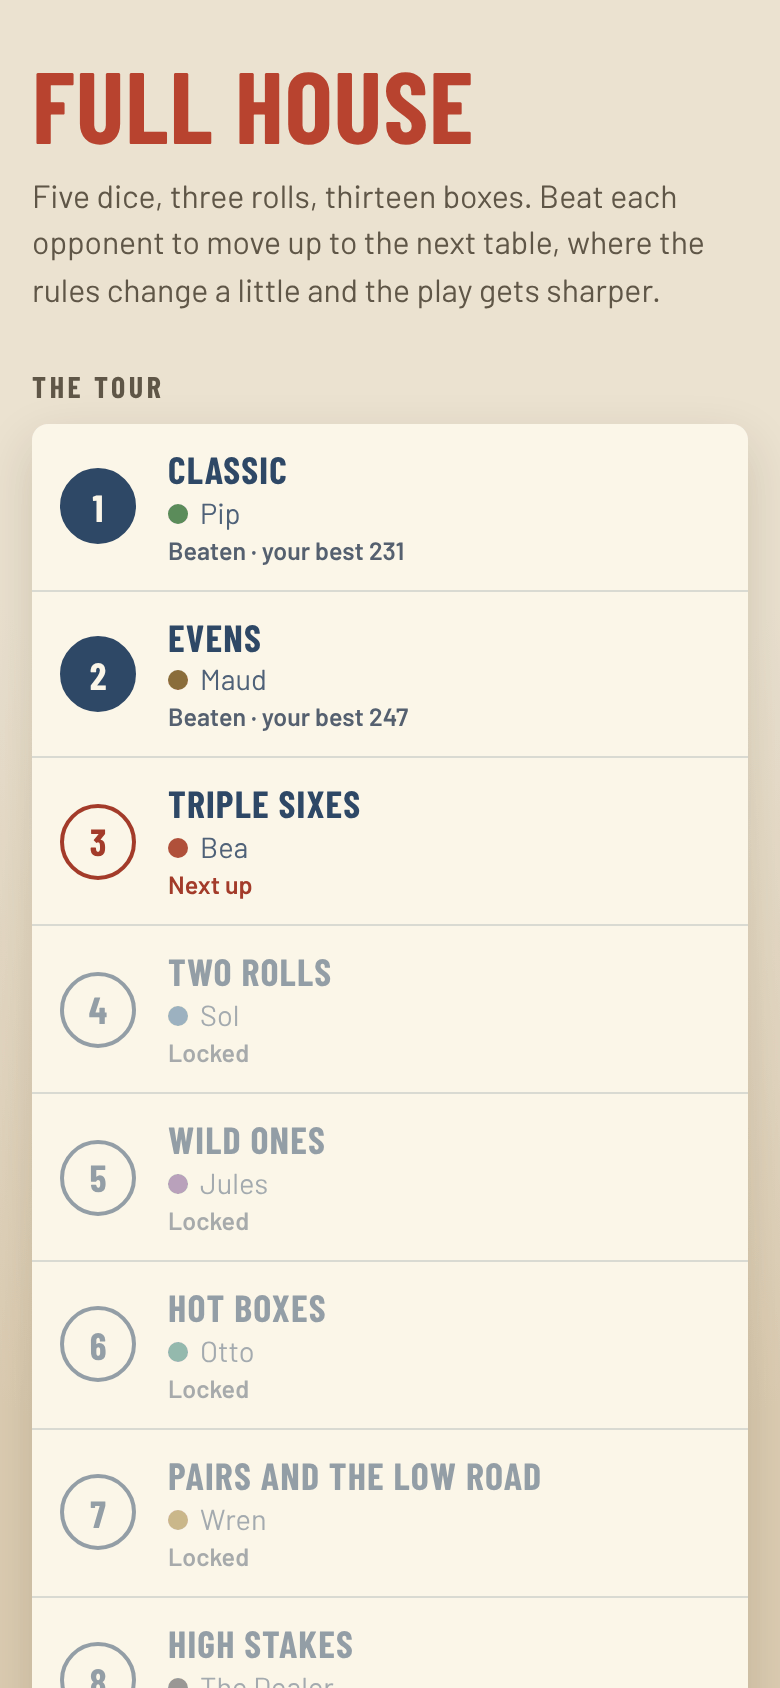 FULL HOUSE
Five dice, three rolls, thirteen boxes. Beat each
opponent to move up to the next table, where the
rules change a little and the play gets sharper.
THE TOUR
1
CLASSIC
Pip
Beaten · your best 231
2
EVENS
Maud
Beaten · your best 247
3
TRIPLE SIXES
Bea
Next up
4
TWO ROLLS
Sol
Locked
5
WILD ONES
Jules
Locked
6
HOT BOXES
Otto
Locked
7
PAIRS AND THE LOW ROAD
Wren
Locked
8
HIGH STAKES
The Dealer